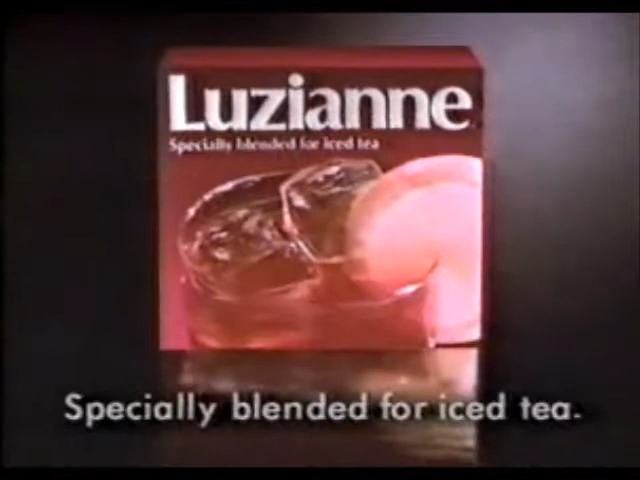 Luzianne
Specially blended for iced tea
Specially blended for iced tea.